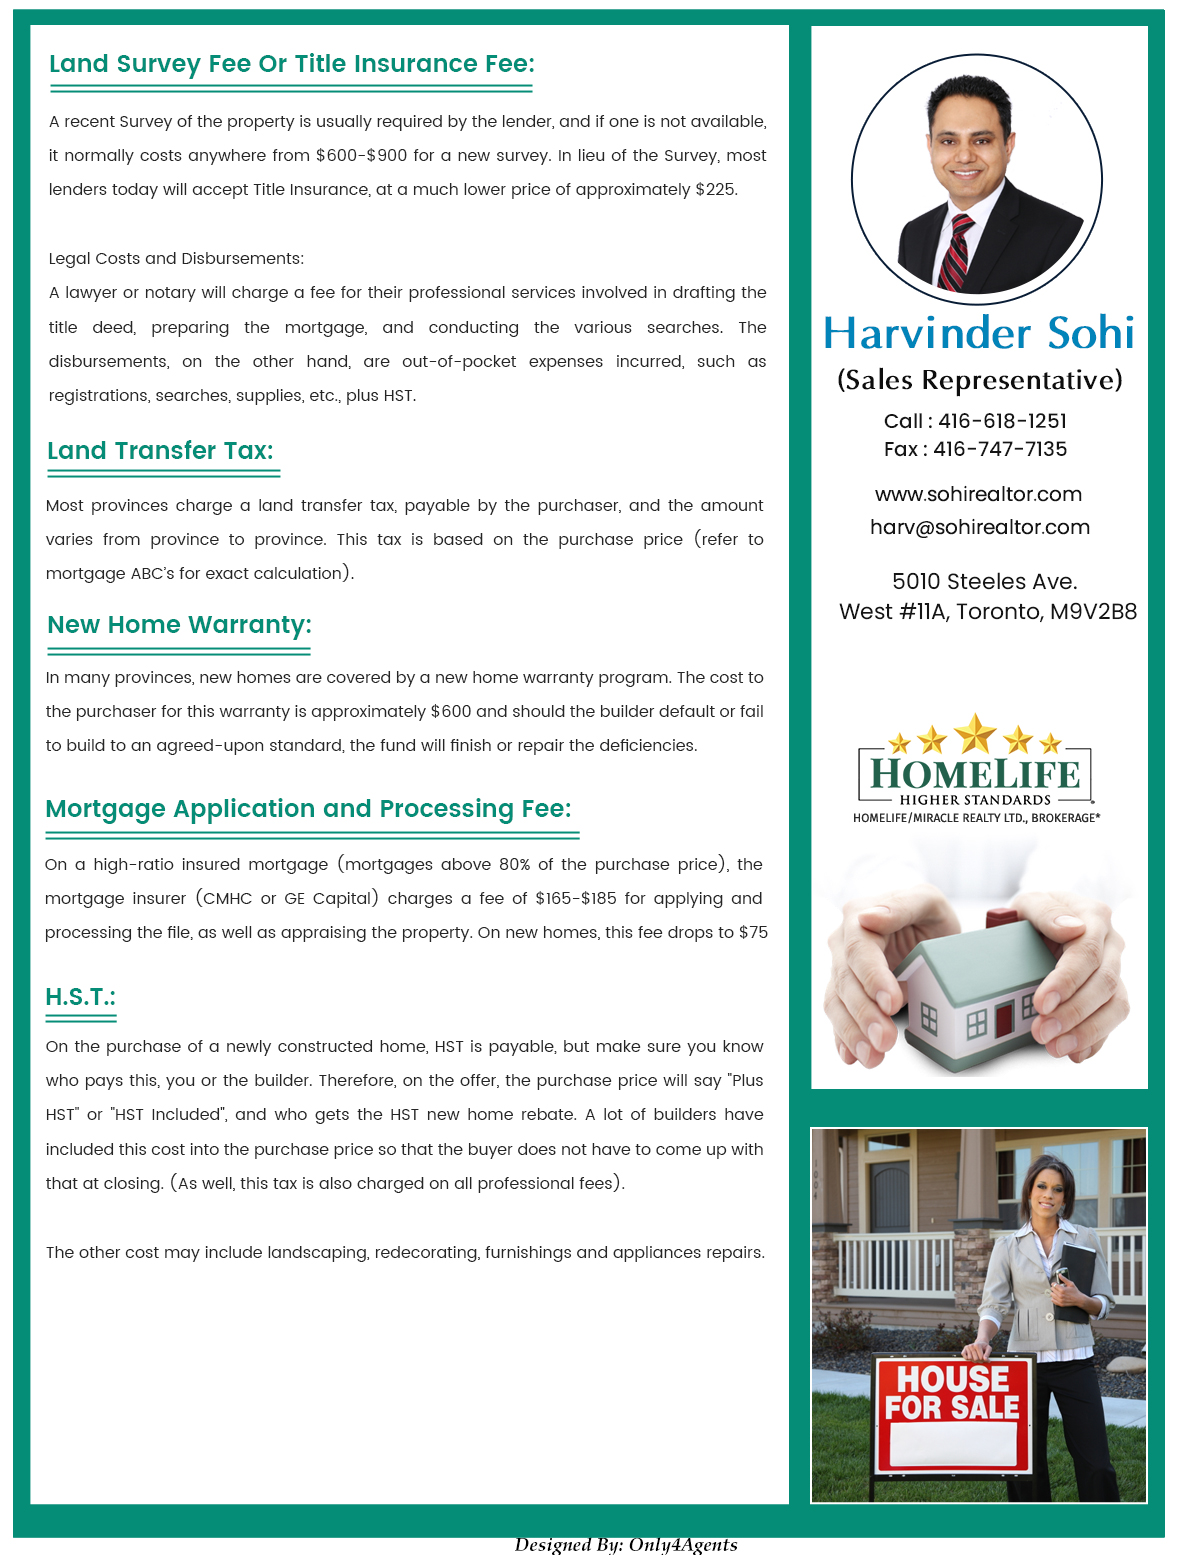 Land Survey Fee Or Title Insurance Fee:
A recent Survey of the property is usually required by the lender, and if one is not available,
it normally costs anywhere from $600-$900 for a new survey. In lieu of the Survey, most
lenders today will accept Title Insurance, at a much lower price of approximately $225.
Legal Costs and Disbursements:
A lawyer or notary will charge a fee for their professional services involved in drafting the
title deed, preparing the mortgage, and conducting the various searches. The
disbursements, on the other hand, are out-of-pocket expenses incurred, such as
registrations, searches, supplies, etc., plus HST.
Land Transfer Tax:
Most provinces charge a land transfer tax, payable by the purchaser, and the amount
varies from province to province. This tax is based on the purchase price (refer to
mortgage ABC's for exact calculation).
New Home Warranty:
In many provinces, new homes are covered by a new home warranty program. The cost to
the purchaser for this warranty is approximately $600 and should the builder default or fail
to build to an agreed-upon standard, the fund will finish or repair the deficiencies.
Mortgage Application and Processing Fee:
On a high-ratio insured mortgage (mortgages above 80% of the purchase price), the
mortgage insurer (CMHC or GE Capital) charges a fee of $165-$185 for applying and
processing the file, as well as appraising the property. On new homes, this fee drops to $75
H.S.T.:
On the purchase of a newly constructed home, HST is payable, but make sure you know
who pays this, you or the builder. Therefore, on the offer, the purchase price will say "Plus
HST" or "HST Included", and who gets the HST new home rebate. A lot of builders have
included this cost into the purchase price so that the buyer does not have to come up with
that at closing. (As well, this tax is also charged on all professional fees).
The other cost may include landscaping, redecorating, furnishings and appliances repairs.
Harvinder Sohi
(Sales Representative)
Call : 416-618-1251
Fax : 416-747-7135
www.sohirealtor.com
harv@sohirealtor.com
5010 Steeles Ave.
West #11A, Toronto, M9V2B8
HOMELIFE
HIGHER STANDARDS
HOMELIFE/MIRACLE REALTY LTD., BROKERAGE*
1004
HOUSE
FOR SALE
Designed By: Only4Agents